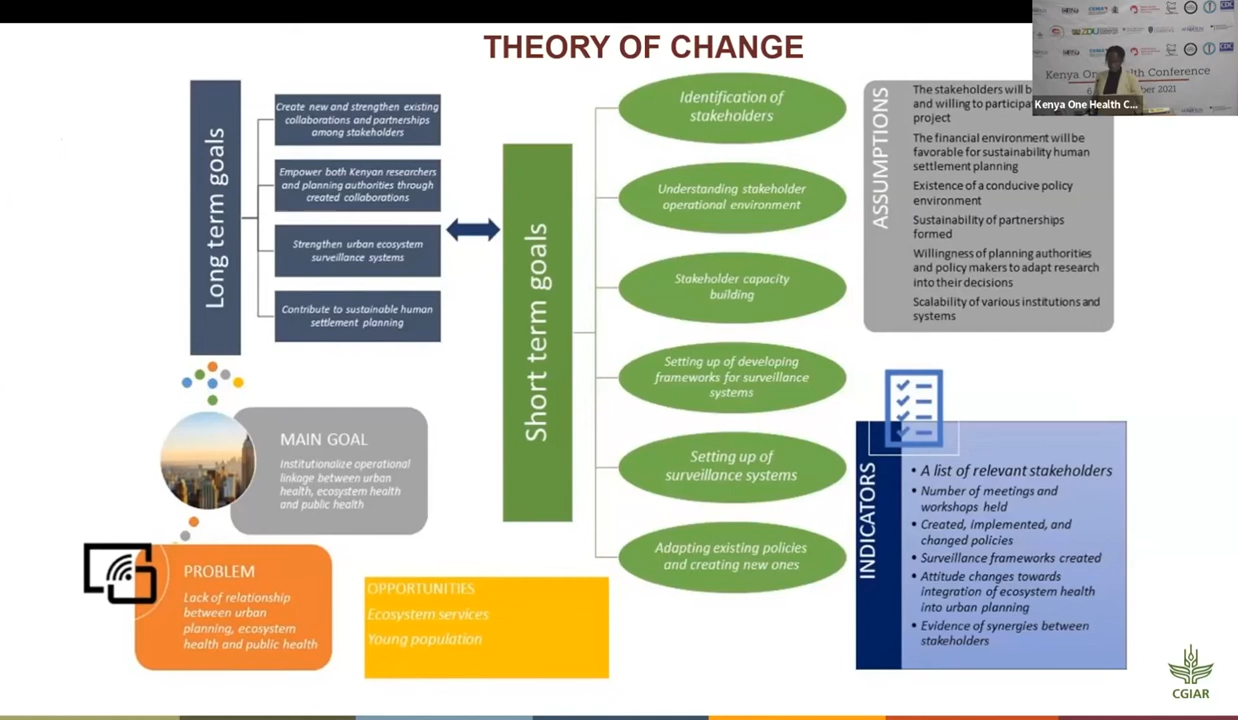 THEORY OF CHANGE
Long term goals
Create new and strengthen existing
collaborations and partnerships
among stakeholders
Empower both Kenyan researchers
and planning authorities through
created collaborations
Strengthen urban ecosystem
surveillance systems
Contribute to sustainable human
settlement planning
MAIN GOAL
Institutionalize operational
linkage between urban
health, ecosystem health
and public health
PROBLEM
Lack of relationship
between urban
planning, ecosystem
health and public health
OPPORTUNITIES
Ecosystem services
Young population
Short term goals
Identification of
stakeholders
Understanding stakeholder
operational environment
Stakeholder capacity
building
Setting up of developing
frameworks for surveillance
systems
Setting up of
surveillance systems
Adapting existing policies
and creating new ones
ASSUMPTIONS
The stakeholders will
and willing to
project
The financial environment will be
favorable for sustainability human
settlement planning
Existence of a conducive policy
environment
Sustainability of partnerships
formed
Willingness of planning authorities
and policy makers to adapt research
into their decisions
Scalability of various institutions and
systems
INDICATORS
• A list of relevant stakeholders
• Number of meetings and
workshops held
• Created, Implemented, and
changed policies
• Surveillance frameworks created
• Attitude changes towards
integration of ecosystem health
into urban planning
• Evidence of synergies between
stakeholders
CGIAR
ZDU
CDC
Kenya One Health Conference
2021
Kenya One Health C...